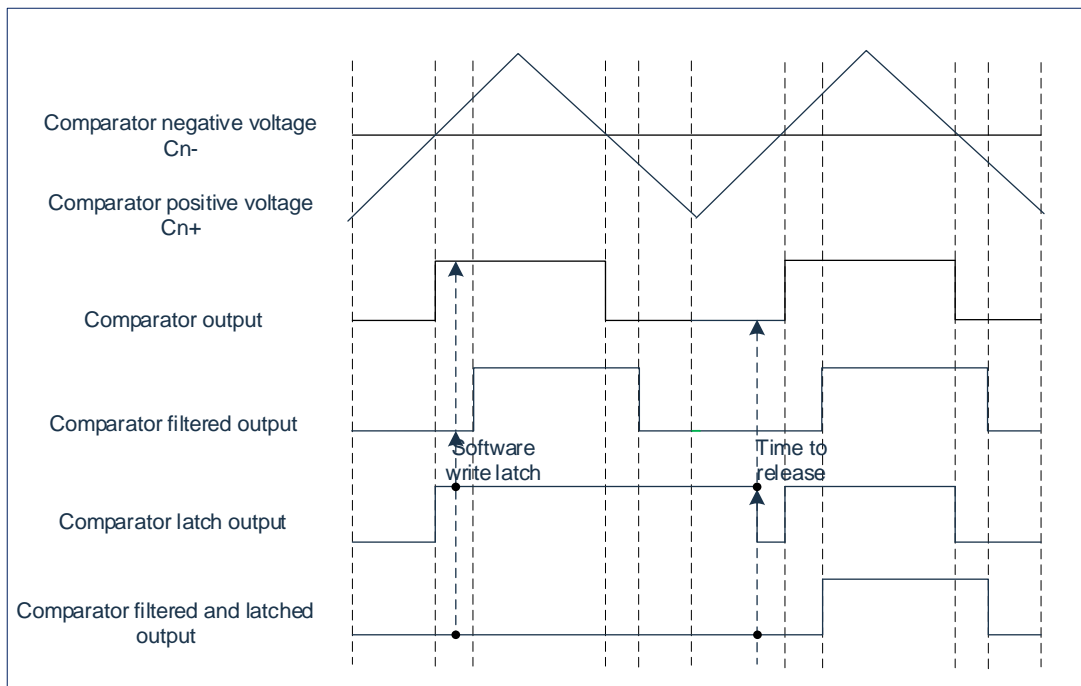 Comparator negative voltage
Cn-
Comparator positive voltage
Cn+
Comparator output
Comparator filtered output
Software
write latch
Time to
release
Comparator latch output
Comparator filtered and latched
output